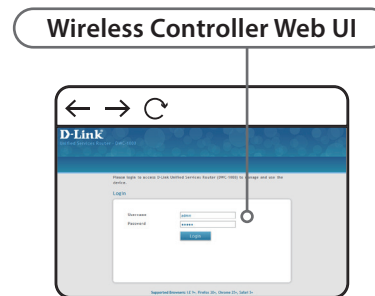 Wireless Controller Web UI
D-Link
Unified Services Router - DWC-1000
Please login to access D-Link Unified Services Router (DWC-1000) to manage and use the
device.
Login
Username
admin
Password
Login
Supported Browsers: IE 9+, Firefox 20+, Chrome 25+, Safari 5+